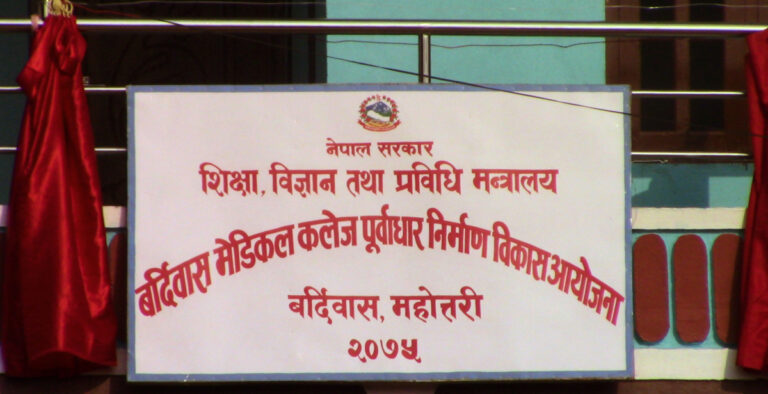 नेपाल सरकार
शिक्षा, विज्ञान तथा प्रविधि मन्त्रालय
बर्दिवास मेडिकल कलेज पूर्वाधार निर्माण विकास आयोजना
बर्दिवास, महोत्तरी
२०७५